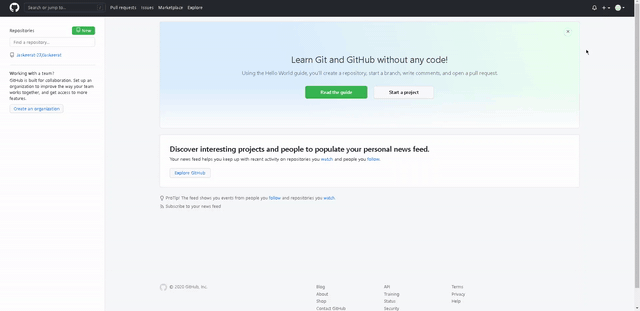 Search or jump to...
Pull requests Issues Marketplace Explore
Repositories
New
Find a repository...
Working with a team?
GitHub is built for collaboration. Set up an
organization to improve the way your team
works together, and get access to more
features.
Create an organization
Learn Git and GitHub without any code!
Using the Hello World guide, you'll create a repository, start a branch, write comments, and open a pull request.
Read the guide
Start a project
Discover interesting projects and people to populate your personal news feed.
Your news feed helps you keep up with recent activity on repositories you watch and people you follow.
Explore GitHub
ProTip! The feed shows you events from people you follow and repositories you watch.
Subscribe to your news feed
© 2020 GitHub, Inc.
Blog
About
Shop
Contact GitHub
API
Training
Status
Security
Terms
Privacy
Help